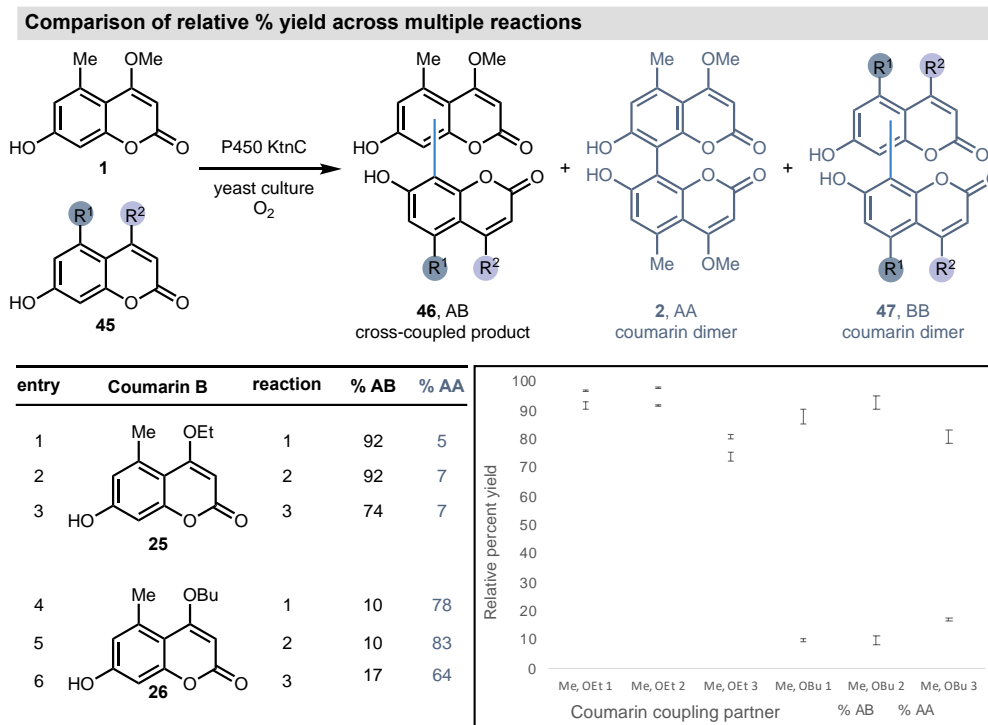 Comparison of relative % yield across multiple reactions
Me OMe
HO O O
1
R1 R2
HO O O
45
P450 KtnC
yeast culture
O2
Me OMe
HO O O
HO O O
R1 R2
46, AB
cross-coupled product
+
Me OMe
HO O O
HO O O
Me OMe
2, AA
coumarin dimer
+
R1 R2
HO O O
HO O O
R1 R2
47, BB
coumarin dimer
entry Coumarin B reaction % AB % AA
1 1 92 5
2 2 92 7
3 3 74 7
Me OEt
HO O O
25
4 1 10 78
5 2 10 83
6 3 17 64
Me OBu
HO O O
26
Relative percent yield
100
90
80
70
60
50
40
30
20
10
0
Me, OEt 1 Me, OEt 2 Me, OEt 3 Me, OBu 1 Me, OBu 2 Me, OBu 3
Coumarin coupling partner
% AB % AA